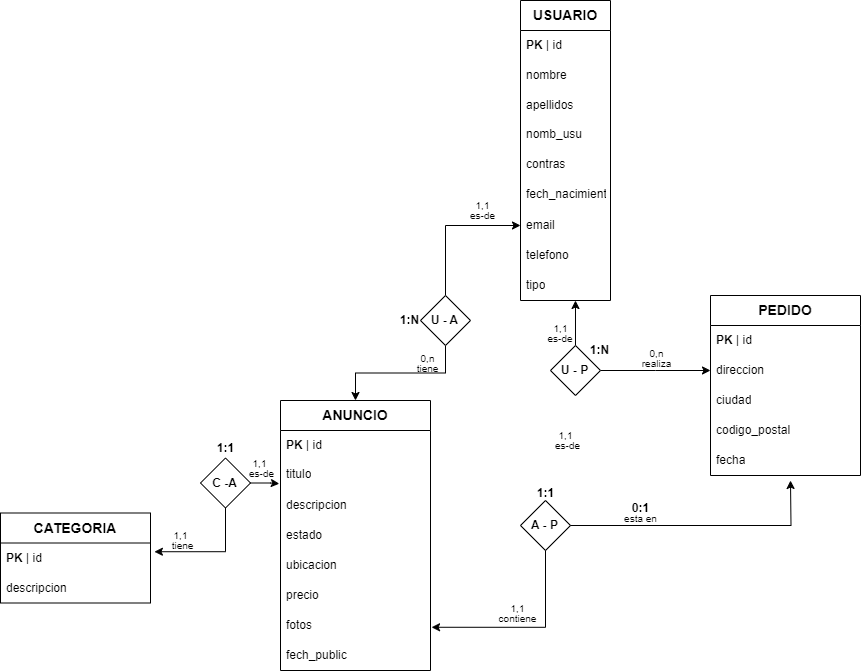 USUARIO
PK | id
nombre
apellidos
nomb_usu
contras
fech_nacimient
email
telefono
tipo
1,1
es-de
1:N
U - A
0,n
tiene
1,1
es-de
1:N
U - P
0,n
realiza
PEDIDO
PK | id
direccion
ciudad
codigo_postal
fecha
ANUNCIO
PK | id
titulo
descripcion
estado
ubicacion
precio
fotos
fech_public
1:1
C -A
1,1
es-de
1,1
tiene
CATEGORIA
PK | id
descripcion
1,1
es-de
1:1
A - P
0:1
esta en
1,1
contiene